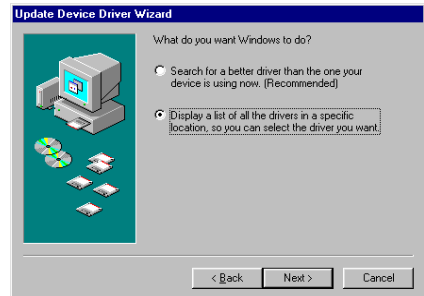 Update Device Driver Wizard
What do you want Windows to do?
Search for a better driver than the one your
device is using now. (Recommended)
Display a list of all the drivers in a specific
location, so you can select the driver you want.
< Back
Next >
Cancel